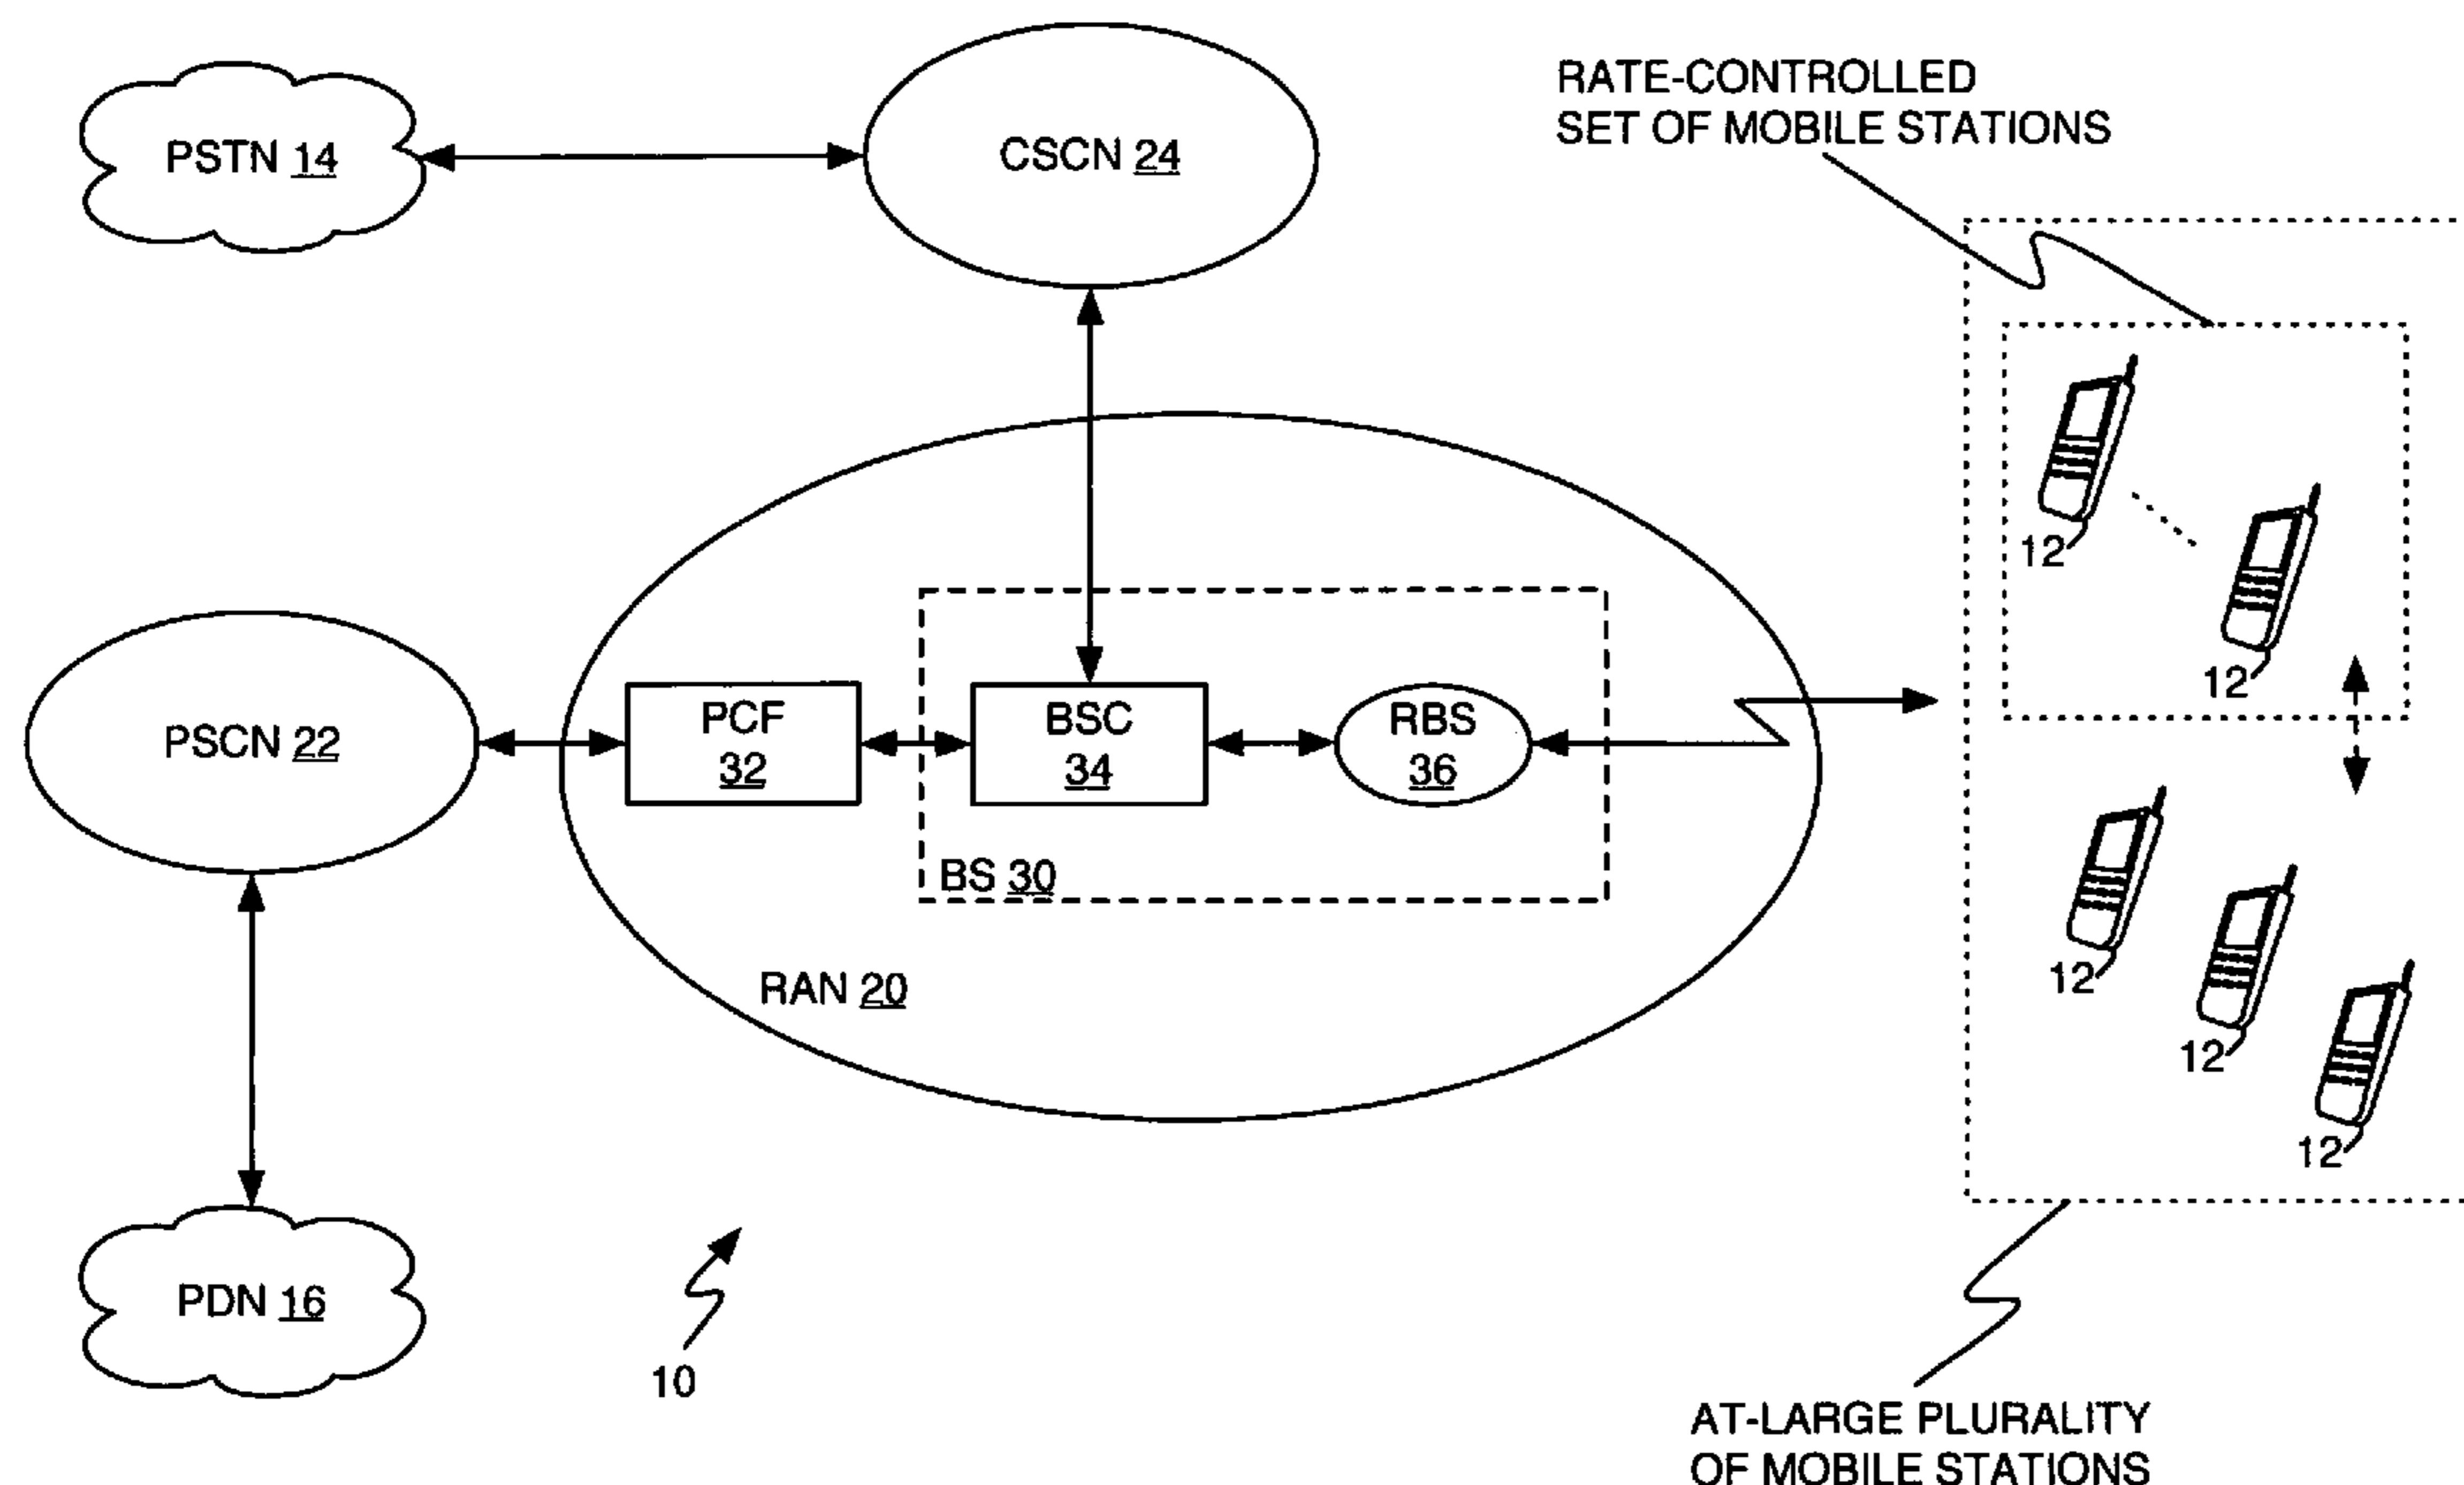 RATE-CONTROLLED
SET OF MOBILE STATIONS
PSTN 14
CSCN 24
12
12
PSCN 22
PCF
32
BSC
34
RBS
36
BS 30
RAN 20
12
12
12
PDN 16
10
AT-LARGE PLURALITY
OF MOBILE STATIONS